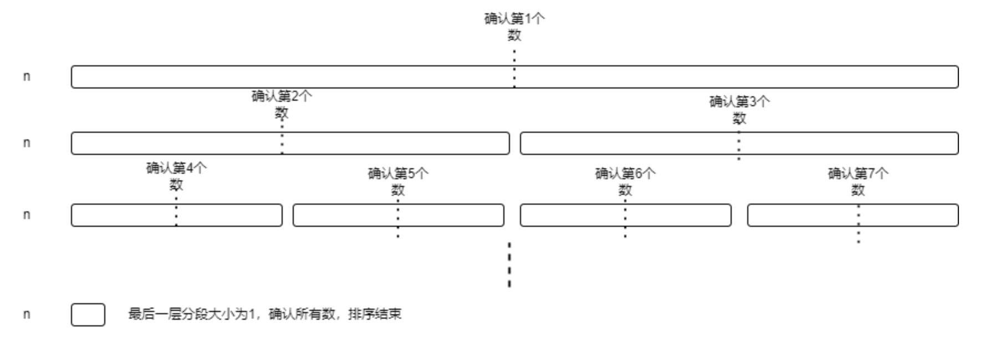 确认第1个
数
n
确认第2个
数
确认第3个
数
n
确认第4个
数
确认第5个
数
确认第6个
数
确认第7个
数
n
n
最后一层分段大小为1，确认所有数，排序结束